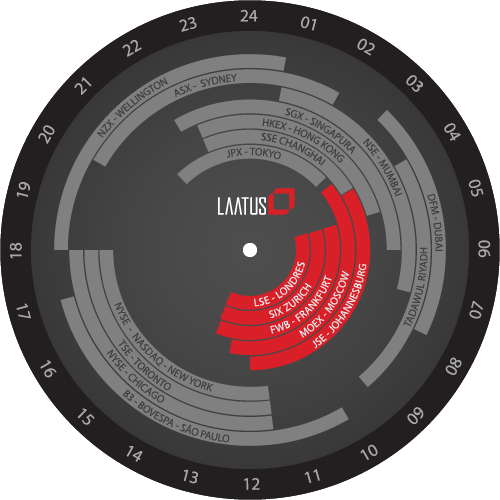 24
01
02
03
04
05
06
07
08
09
10
11
12
13
14
15
16
17
18
19
20
21
22
23
NZX - WELLINGTON
ASX - SYDNEY
SGX - SINGAPURA
HKEX - HONG KONG
SSE CHANGHAI
JPX - TOKYO
NSE - MUMBAI
DFM - DUBAI
TADAWUL RIYADH
LAATUS
LSE - LONDRES
SIX ZURICH
FWB - FRANKFURT
MOEX - MOSCOW
JSE - JOHANNESBURG
NYSE - NASDAQ - NEW YORK
TSE - TORONTO
NYSE - CHICAGO
B3 - BOVESPA - SÃO PAULO